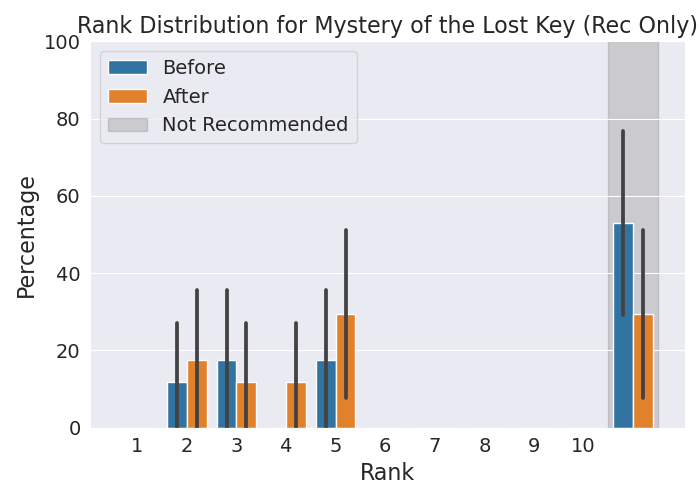 Rank Distribution for Mystery of the Lost Key (Rec Only)
100
80
60
40
20
0
Percentage
Before
After
Not Recommended
1 2 3 4 5 6 7 8 9 10
Rank